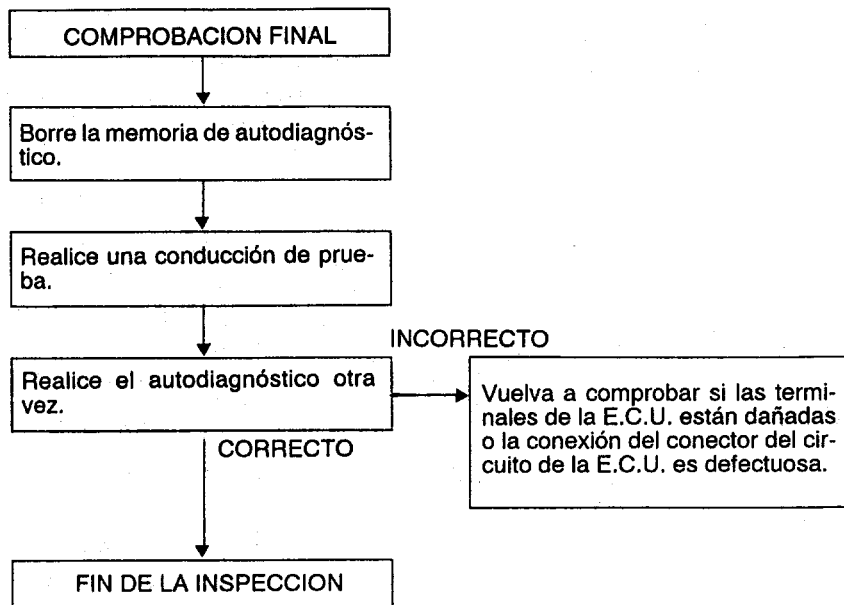 COMPROBACION FINAL
Borre la memoria de autodiagnós-
tico.
Realice una conducción de prue-
ba.
INCORRECTO
Realice el autodiagnóstico otra
vez.
Vuelva a comprobar si las termi-
nales de la E.C.U. están dañadas
o la conexión del conector del cir-
cuito de la E.C.U. es defectuosa.
CORRECTO
FIN DE LA INSPECCION